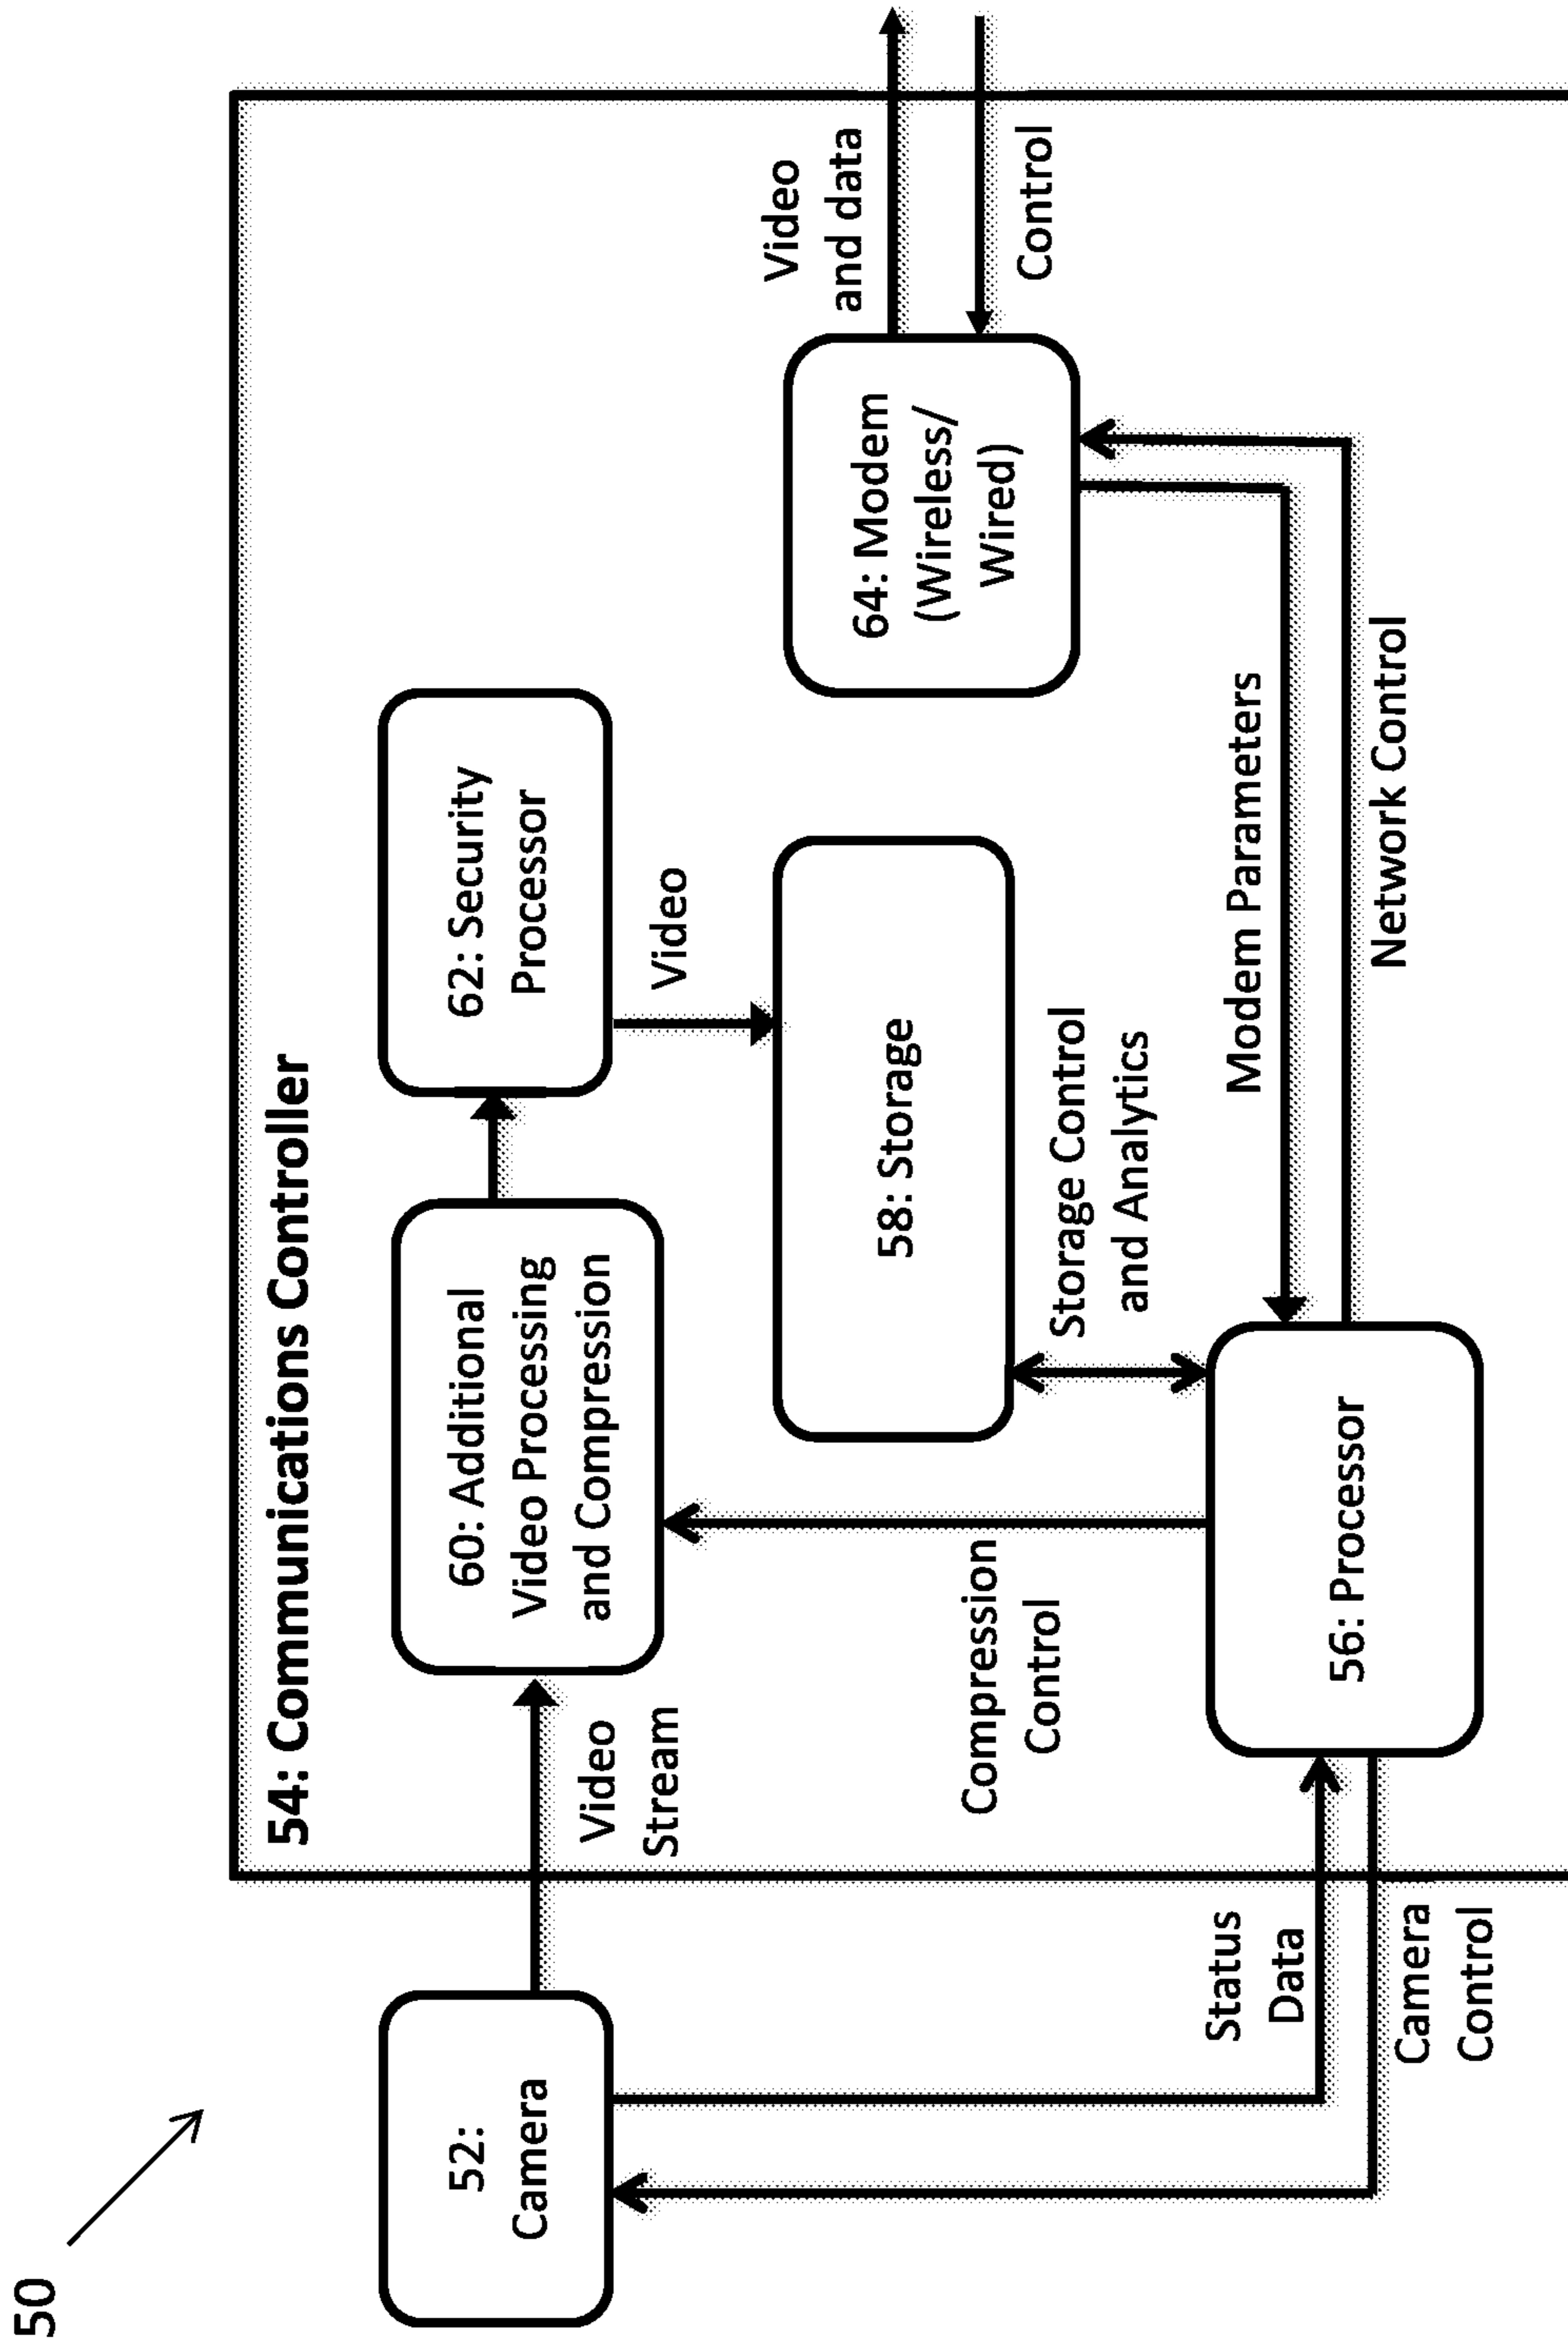 50
54: Communications Controller
52:
Camera
Video
Stream
60: Additional
Video Processing
and Compression
62: Security
Processor
Video
58: Storage
Storage Control
and Analytics
Compression
Control
56: Processor
Status
Data
Camera
Control
64: Modem
(Wireless/
Wired)
Video
and data
Control
Modem Parameters
Network Control